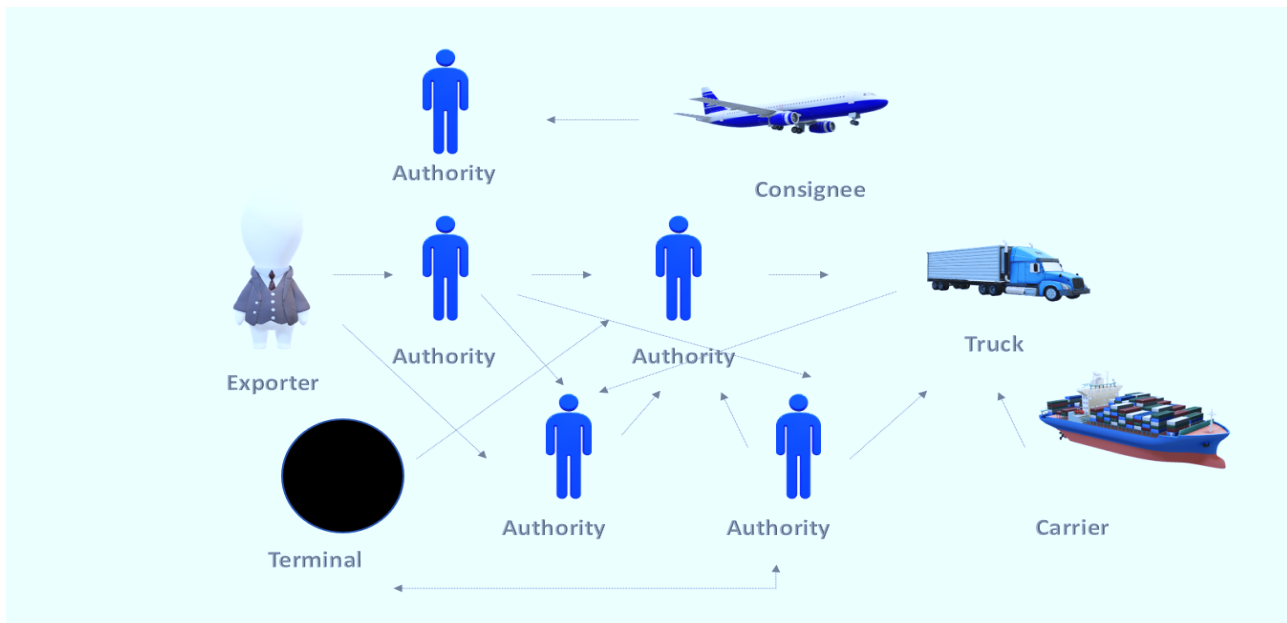 Authority
Consignee
Authority
Authority
Truck
Exporter
Terminal
Authority
Authority
Carrier